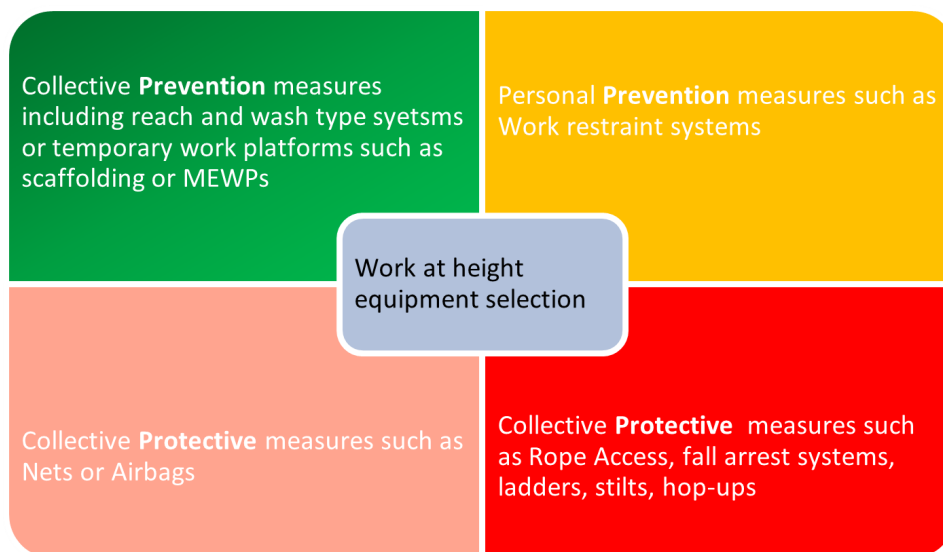 Collective Prevention measures
including reach and wash type syetsms
or temporary work platforms such as
scaffolding or MEWPs
Personal Prevention measures such as
Work restraint systems
Work at height
equipment selection
Collective Protective measures such as
Nets or Airbags
Collective Protective  measures such
as Rope Access, fall arrest systems,
ladders, stilts, hop-ups